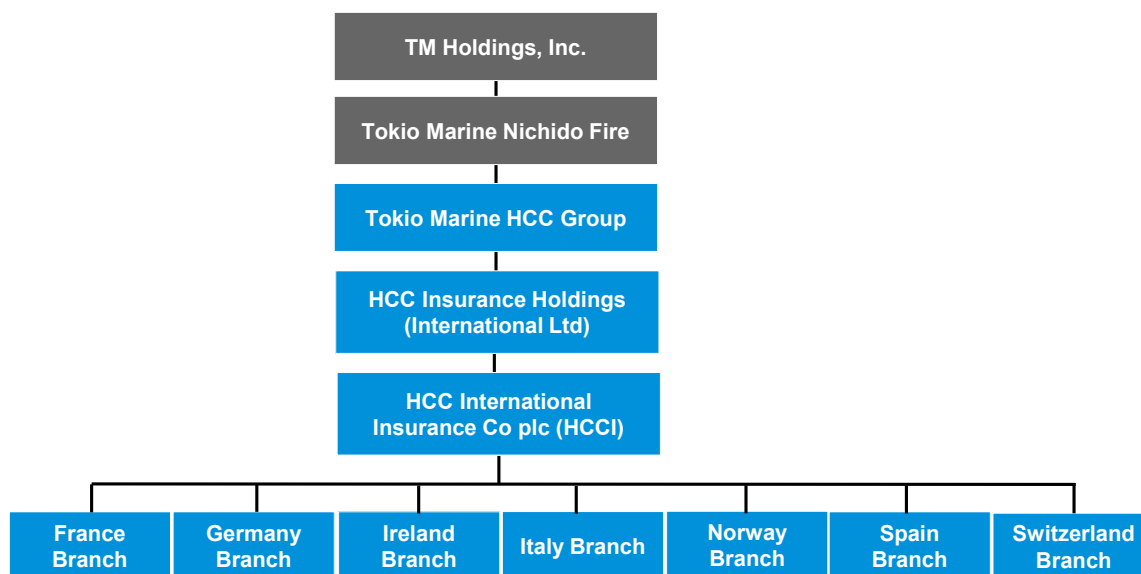 TM Holdings, Inc.
Tokio Marine Nichido Fire
Tokio Marine HCC Group
HCC Insurance Holdings
(International Ltd)
HCC International
Insurance Co plc (HCCI)
France
Branch
Germany
Branch
Ireland
Branch
Italy Branch
Norway
Branch
Spain
Branch
Switzerland
Branch